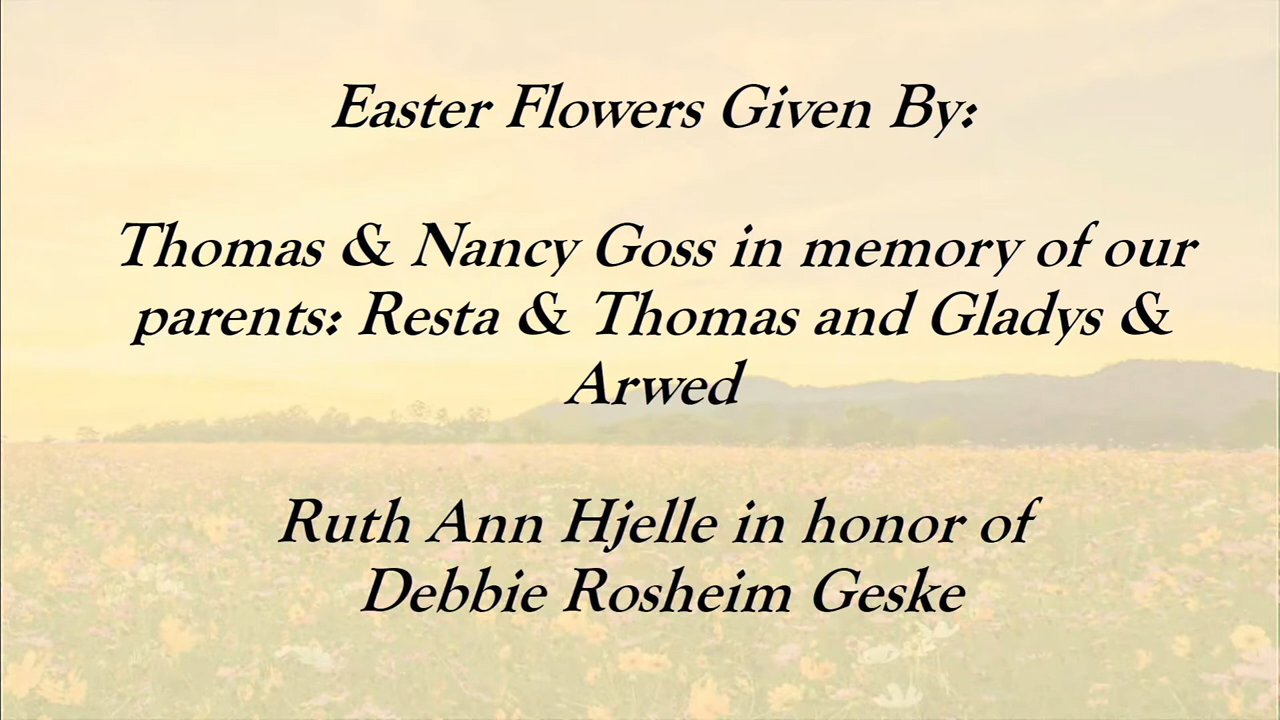 Easter Flowers Given By:
Thomas & Nancy Goss in memory of our
parents: Resta & Thomas and Gladys &
Arwed
Ruth Ann Hjelle in honor of
Debbie Rosheim Geske